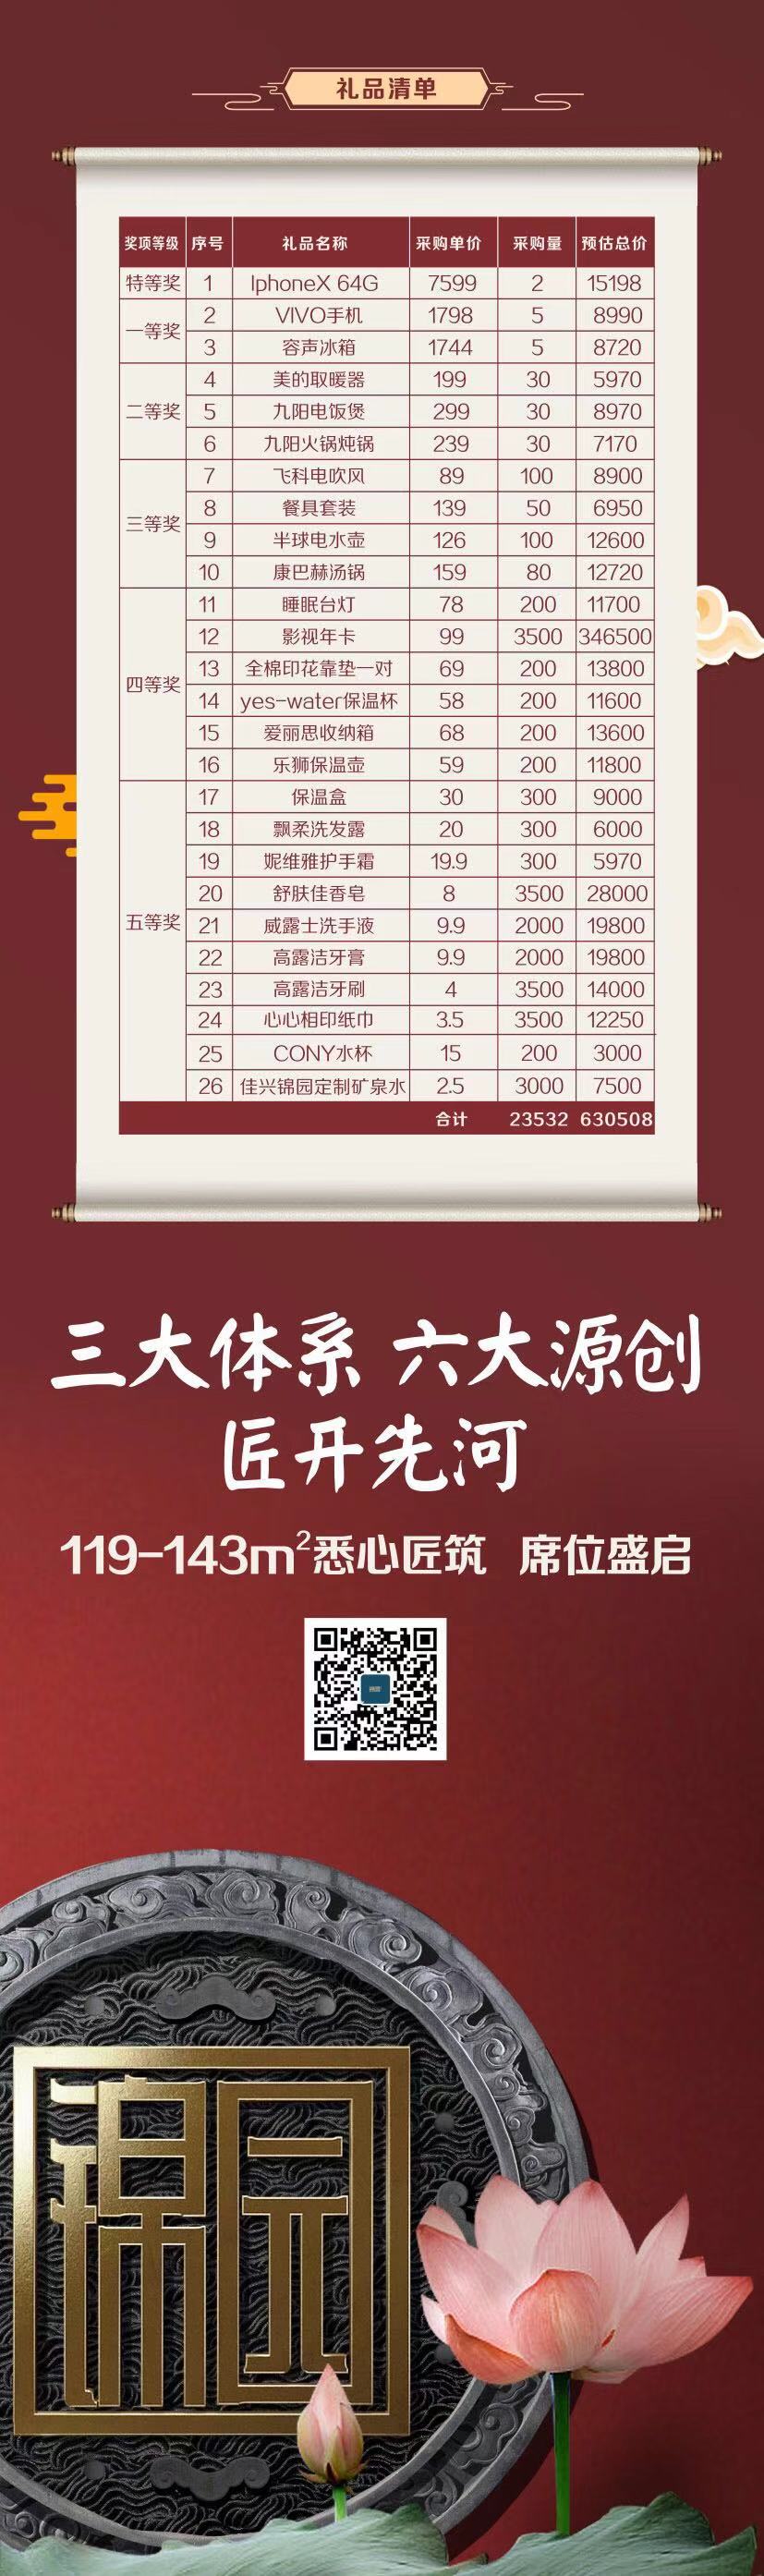 礼品清单
奖项等级 序号 礼品名称 采购单价 采购量 预估总价
特等奖 1 IphoneX 64G 7599 2 15198
一等奖 2 VIVO手机 1798 5 8990
3 容声冰箱 1744 5 8720
二等奖 4 美的取暖器 199 30 5970
5 九阳电饭煲 299 30 8970
6 九阳火锅炖锅 239 30 7170
三等奖 7 飞科电吹风 89 100 8900
8 餐具套装 139 50 6950
9 半球电水壶 126 100 12600
10 康巴赫汤锅 159 80 12720
四等奖 11 睡眠台灯 78 200 11700
12 影视年卡 99 3500 346500
13 全棉印花靠垫一对 69 200 13800
14 yes-water保温杯 58 200 11600
15 爱丽思收纳箱 68 200 13600
16 乐狮保温壶 59 200 11800
五等奖 17 保温盒 30 300 9000
18 飘柔洗发露 20 300 6000
19 妮维雅护手霜 19.9 300 5970
20 舒肤佳香皂 8 3500 28000
21 威露士洗手液 9.9 2000 19800
22 高露洁牙膏 9.9 2000 19800
23 高露洁牙刷 4 3500 14000
24 心心相印纸巾 3.5 3500 12250
25 CONY水杯 15 200 3000
26 佳兴锦园定制矿泉水 2.5 3000 7500
合计 23532 630508
三大体系 六大源创
匠开先河
119-143m²悉心匠筑 席位盛启
锦园